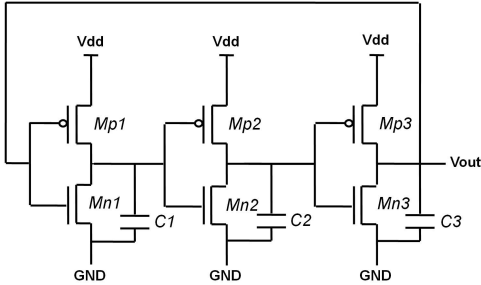 Vdd Vdd Vdd
Mp1 Mp2 Mp3
Vout
Mn1 Mn2 Mn3
C1 C2 C3
GND GND GND